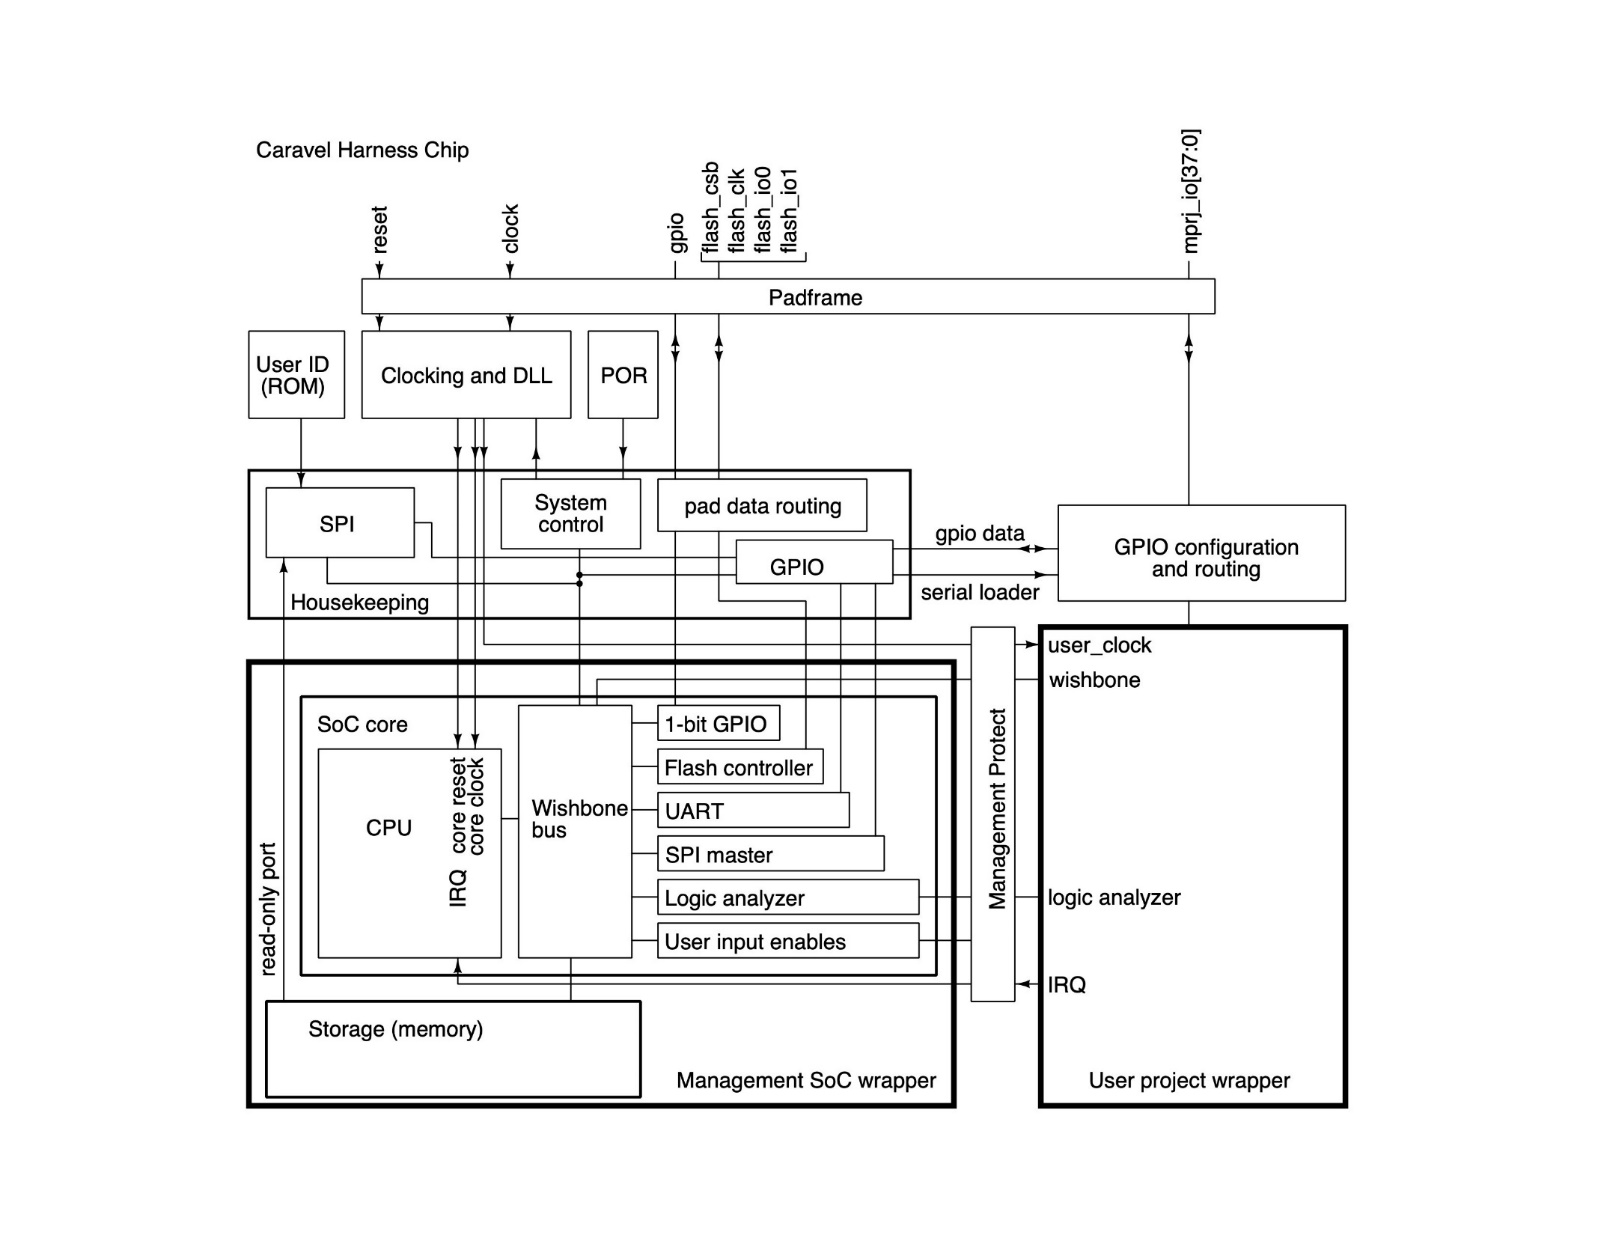 Caravel Harness Chip
reset
clock
gpio
flash_csb
flash_clk
flash_io0
flash_io1
mprj_io[37:0]
Padframe
User ID
(ROM)
Clocking and DLL
POR
SPI
System
control
pad data routing
GPIO
Housekeeping
gpio data
serial loader
GPIO configuration
and routing
user_clock
wishbone
logic analyzer
IRQ
User project wrapper
Management Protect
SoC core
CPU
IRQ
core reset
core clock
Wishbone
bus
1-bit GPIO
Flash controller
UART
SPI master
Logic analyzer
User input enables
read-only port
Storage (memory)
Management SoC wrapper